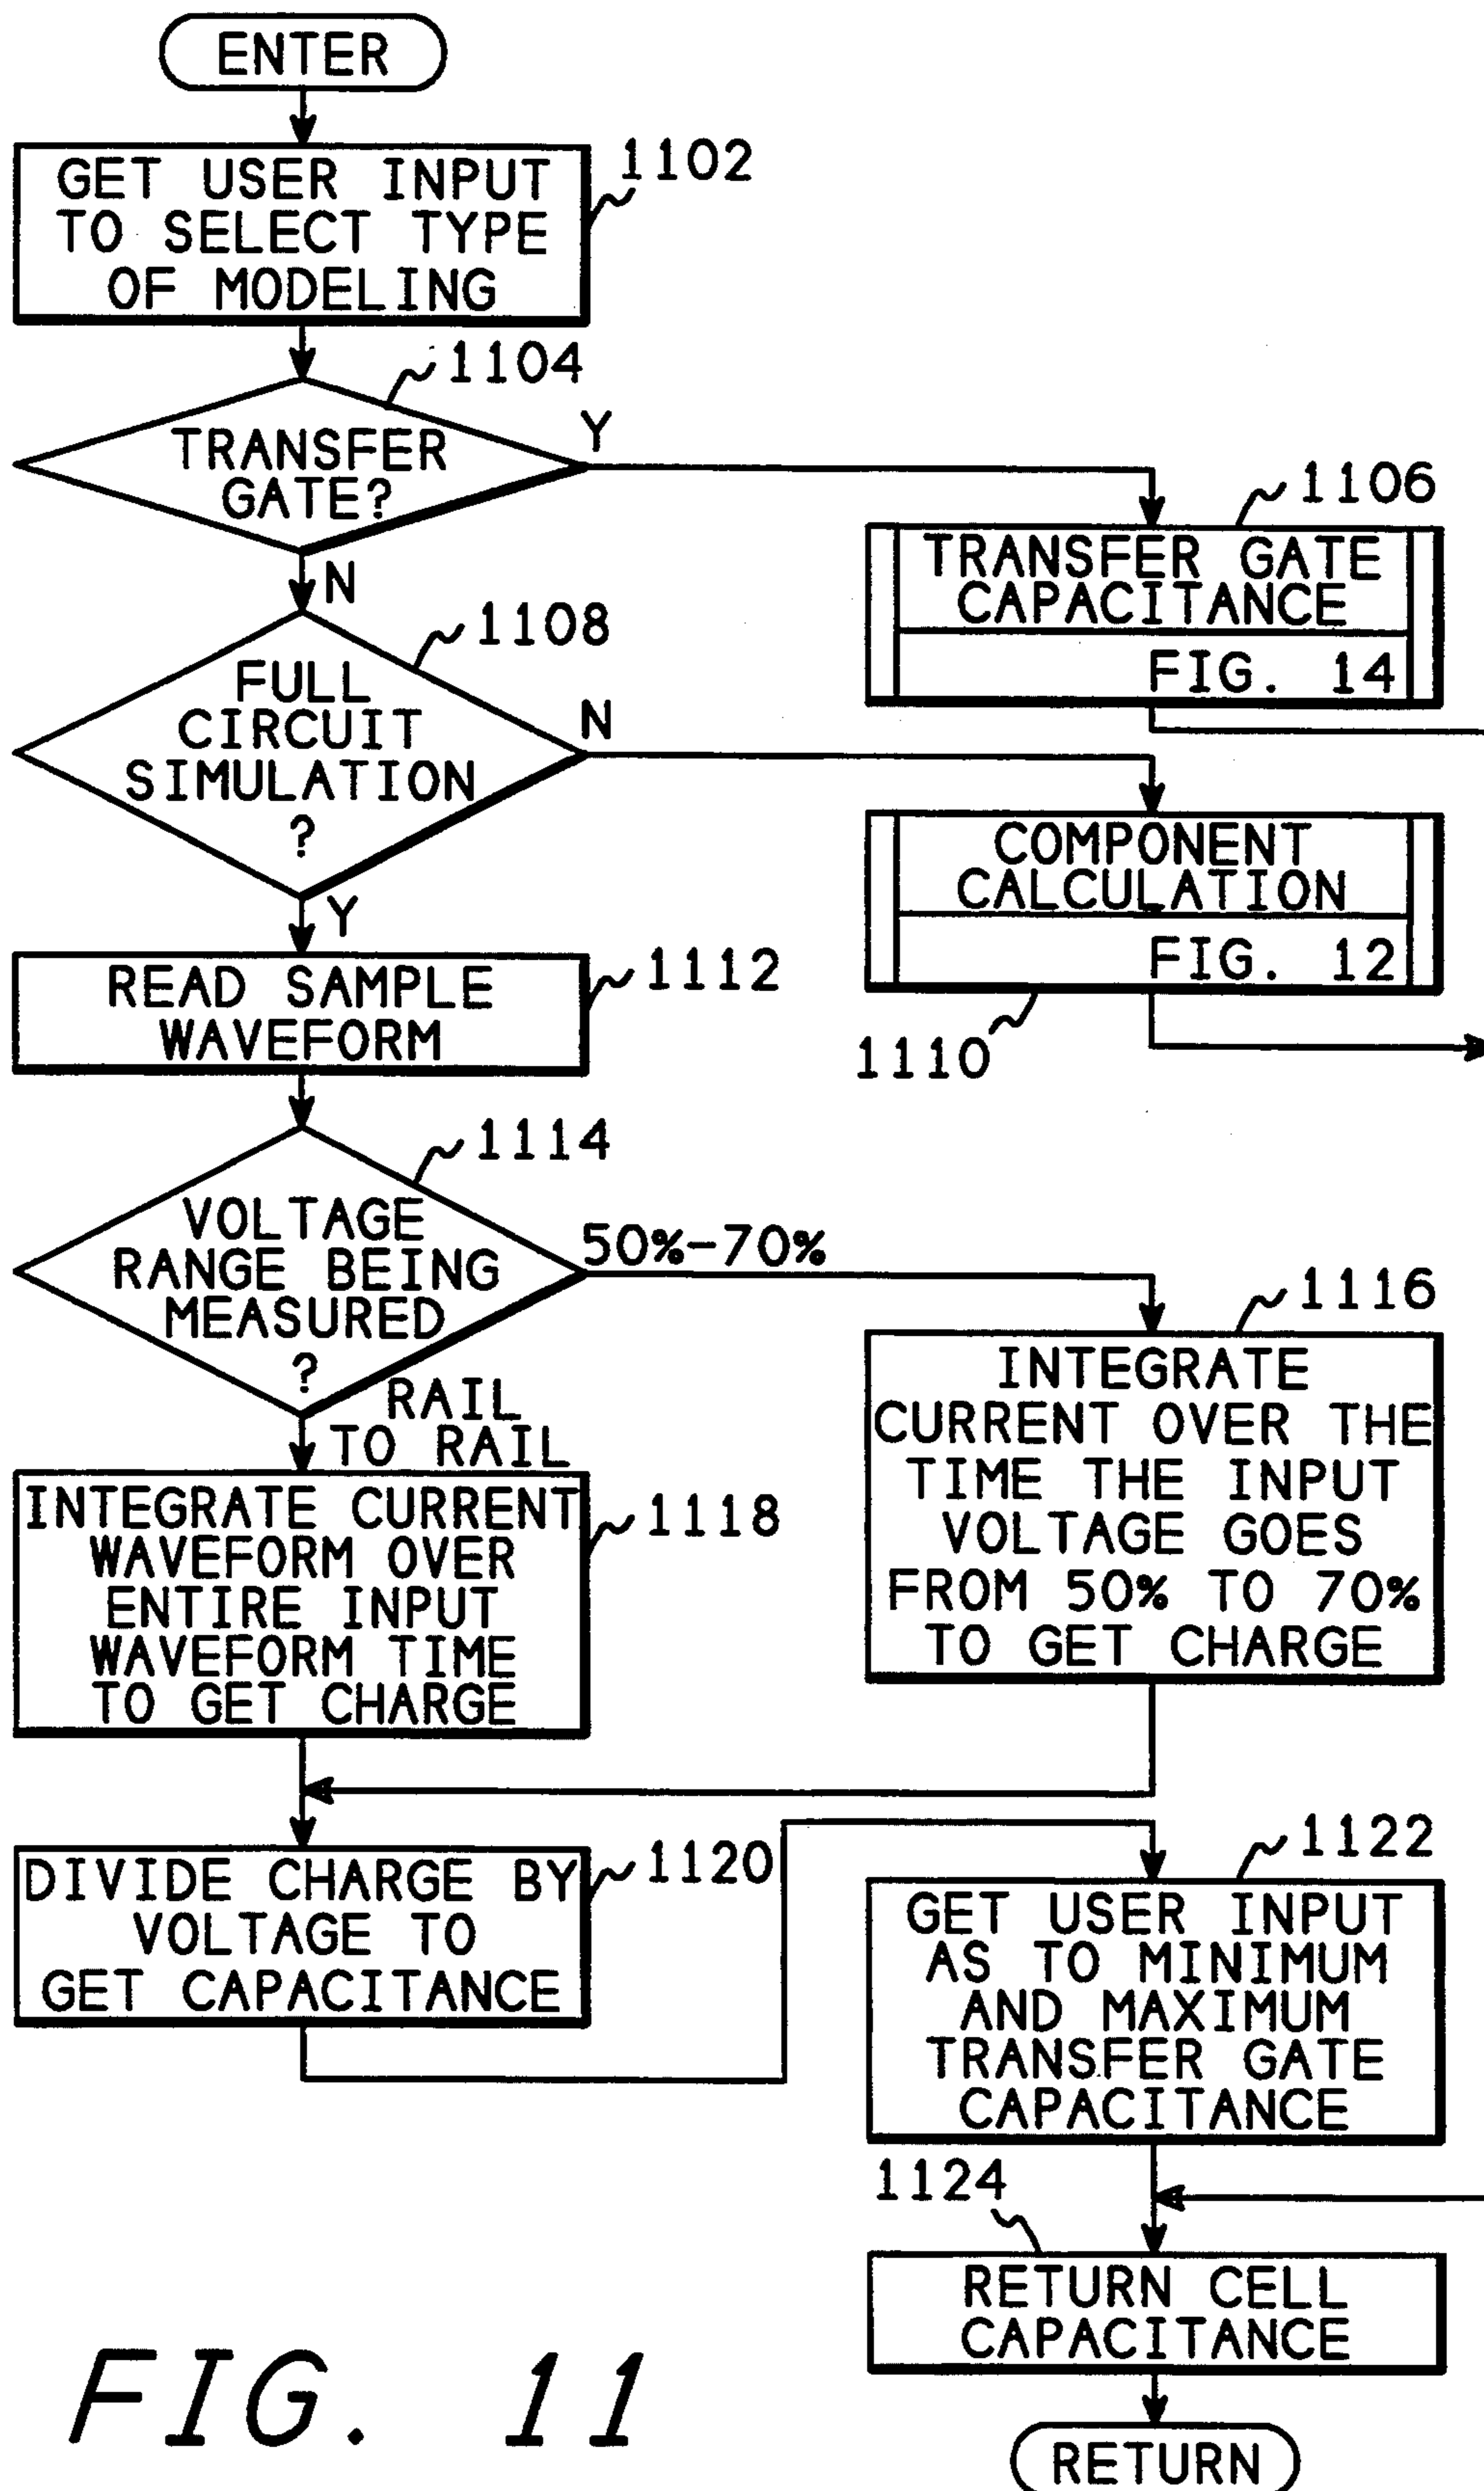 ENTER
GET USER INPUT
TO SELECT TYPE
OF MODELING
1102
1104
TRANSFER
GATE?
Y
N
1106
TRANSFER GATE
CAPACITANCE
FIG. 14
1108
FULL
CIRCUIT
SIMULATION
?
N
Y
COMPONENT
CALCULATION
FIG. 12
1110
READ SAMPLE
WAVEFORM
1112
1114
VOLTAGE
RANGE BEING
MEASURED
?
50%-70%
RAIL
TO RAIL
1116
INTEGRATE
CURRENT OVER THE
TIME THE INPUT
VOLTAGE GOES
FROM 50% TO 70%
TO GET CHARGE
INTEGRATE CURRENT
WAVEFORM OVER
ENTIRE INPUT
WAVEFORM TIME
TO GET CHARGE
1118
DIVIDE CHARGE BY
VOLTAGE TO
GET CAPACITANCE
1120
1122
GET USER INPUT
AS TO MINIMUM
AND MAXIMUM
TRANSFER GATE
CAPACITANCE
1124
RETURN CELL
CAPACITANCE
RETURN
FIG. 11